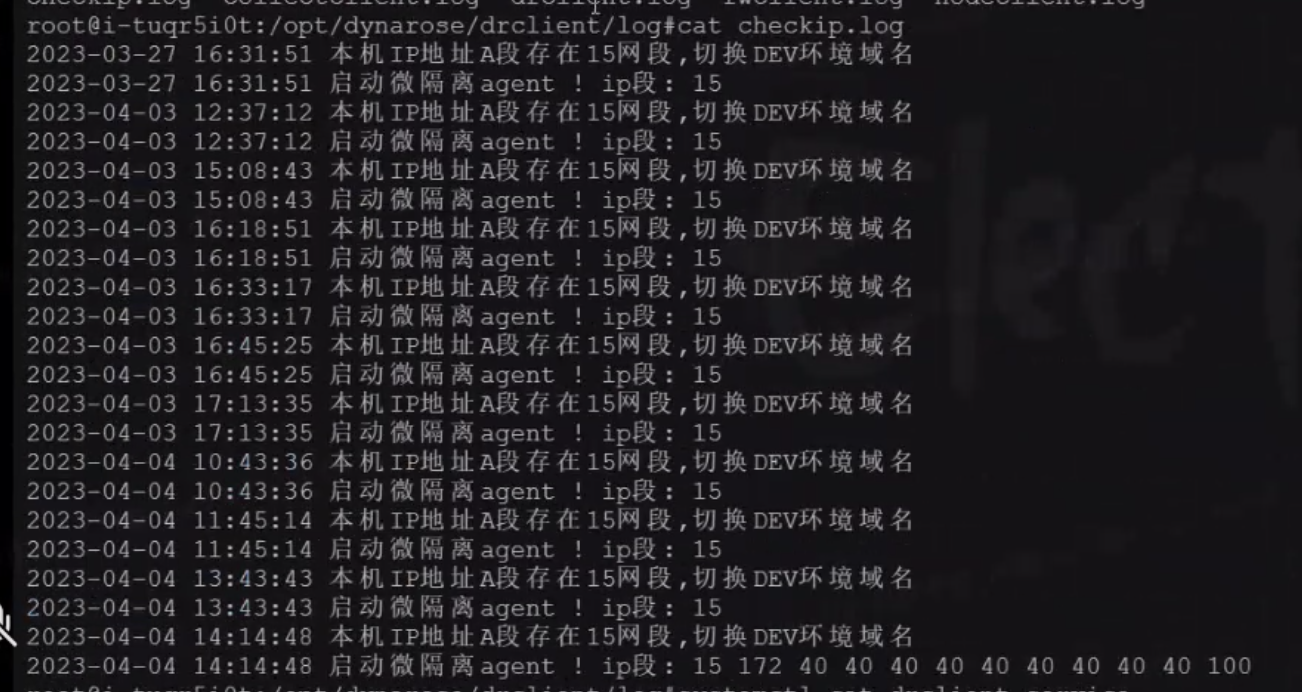 checkip.log collectclient.log drclient.log fwclient.log nodeclient.log
root@i-tuqr5i0t:/opt/dynarose/drclient/log#cat checkip.log
2023-03-27 16:31:51 本机IP地址A段存在15网段,切换DEV环境域名
2023-03-27 16:31:51 启动微隔离agent ! ip段: 15
2023-04-03 12:37:12 本机IP地址A段存在15网段,切换DEV环境域名
2023-04-03 12:37:12 启动微隔离agent ! ip段: 15
2023-04-03 15:08:43 本机IP地址A段存在15网段,切换DEV环境域名
2023-04-03 15:08:43 启动微隔离agent ! ip段: 15
2023-04-03 16:18:51 本机IP地址A段存在15网段,切换DEV环境域名
2023-04-03 16:18:51 启动微隔离agent ! ip段: 15
2023-04-03 16:33:17 本机IP地址A段存在15网段,切换DEV环境域名
2023-04-03 16:33:17 启动微隔离agent ! ip段: 15
2023-04-03 16:45:25 本机IP地址A段存在15网段,切换DEV环境域名
2023-04-03 16:45:25 启动微隔离agent ! ip段: 15
2023-04-03 17:13:35 本机IP地址A段存在15网段,切换DEV环境域名
2023-04-03 17:13:35 启动微隔离agent ! ip段: 15
2023-04-04 10:43:36 本机IP地址A段存在15网段,切换DEV环境域名
2023-04-04 10:43:36 启动微隔离agent ! ip段: 15
2023-04-04 11:45:14 本机IP地址A段存在15网段,切换DEV环境域名
2023-04-04 11:45:14 启动微隔离agent ! ip段: 15
2023-04-04 13:43:43 本机IP地址A段存在15网段,切换DEV环境域名
2023-04-04 13:43:43 启动微隔离agent ! ip段: 15
2023-04-04 14:14:48 本机IP地址A段存在15网段,切换DEV环境域名
2023-04-04 14:14:48 启动微隔离agent ! ip段: 15 172 40 40 40 40 40 40 40 40 40 100
root@i-tuqr5i0t:/opt/dynarose/drclient/log#systemctl cat drclient.service